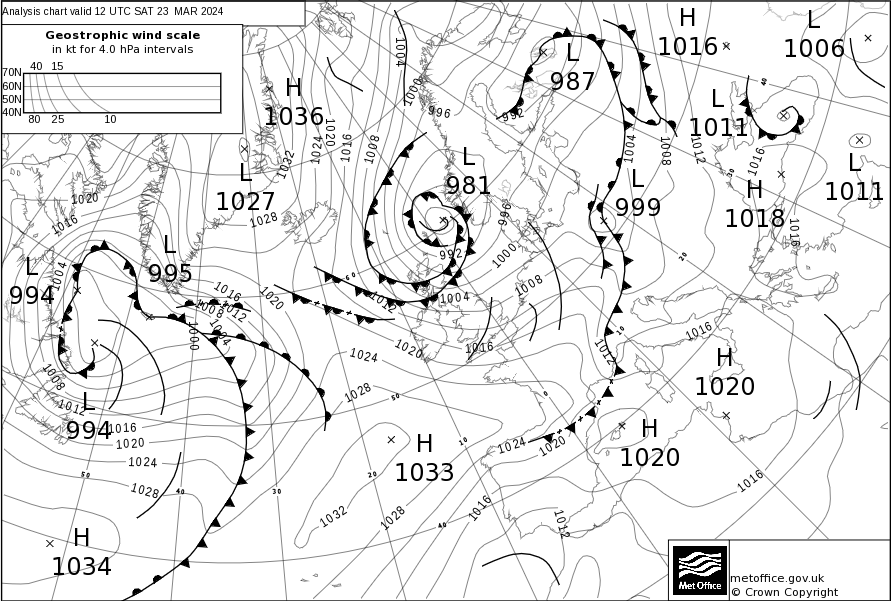 Analysis chart valid 12 UTC SAT 23 MAR 2024
Geostrophic wind scale
in kt for 4.0 hPa intervals
40 15
70N
60N
50N
40N
80 25 10
H
1036
L
1027
L
987
H
1016
L
1006
L
1011
L
1011
H
1018
L
999
L
981
L
995
L
994
L
994
H
1034
H
1033
H
1020
H
1020
1004
1000
996
992
1008
1016
1020
1024
1032
1028
1004
1008
1012
1016
1016
996
1000
992
1004
1008
1012
1016
1020
1024
1028
1020
1016
1004
1016
1012
1008
1004
1000
1020
1008
1012
1016
1020
1024
1028
1032
1028
1016
1024
1020
1012
1012
1016
1016
60
50
40
30
20
10
0
10
20
30
40
50
40
metoffice.gov.uk
© Crown Copyright
Met Office